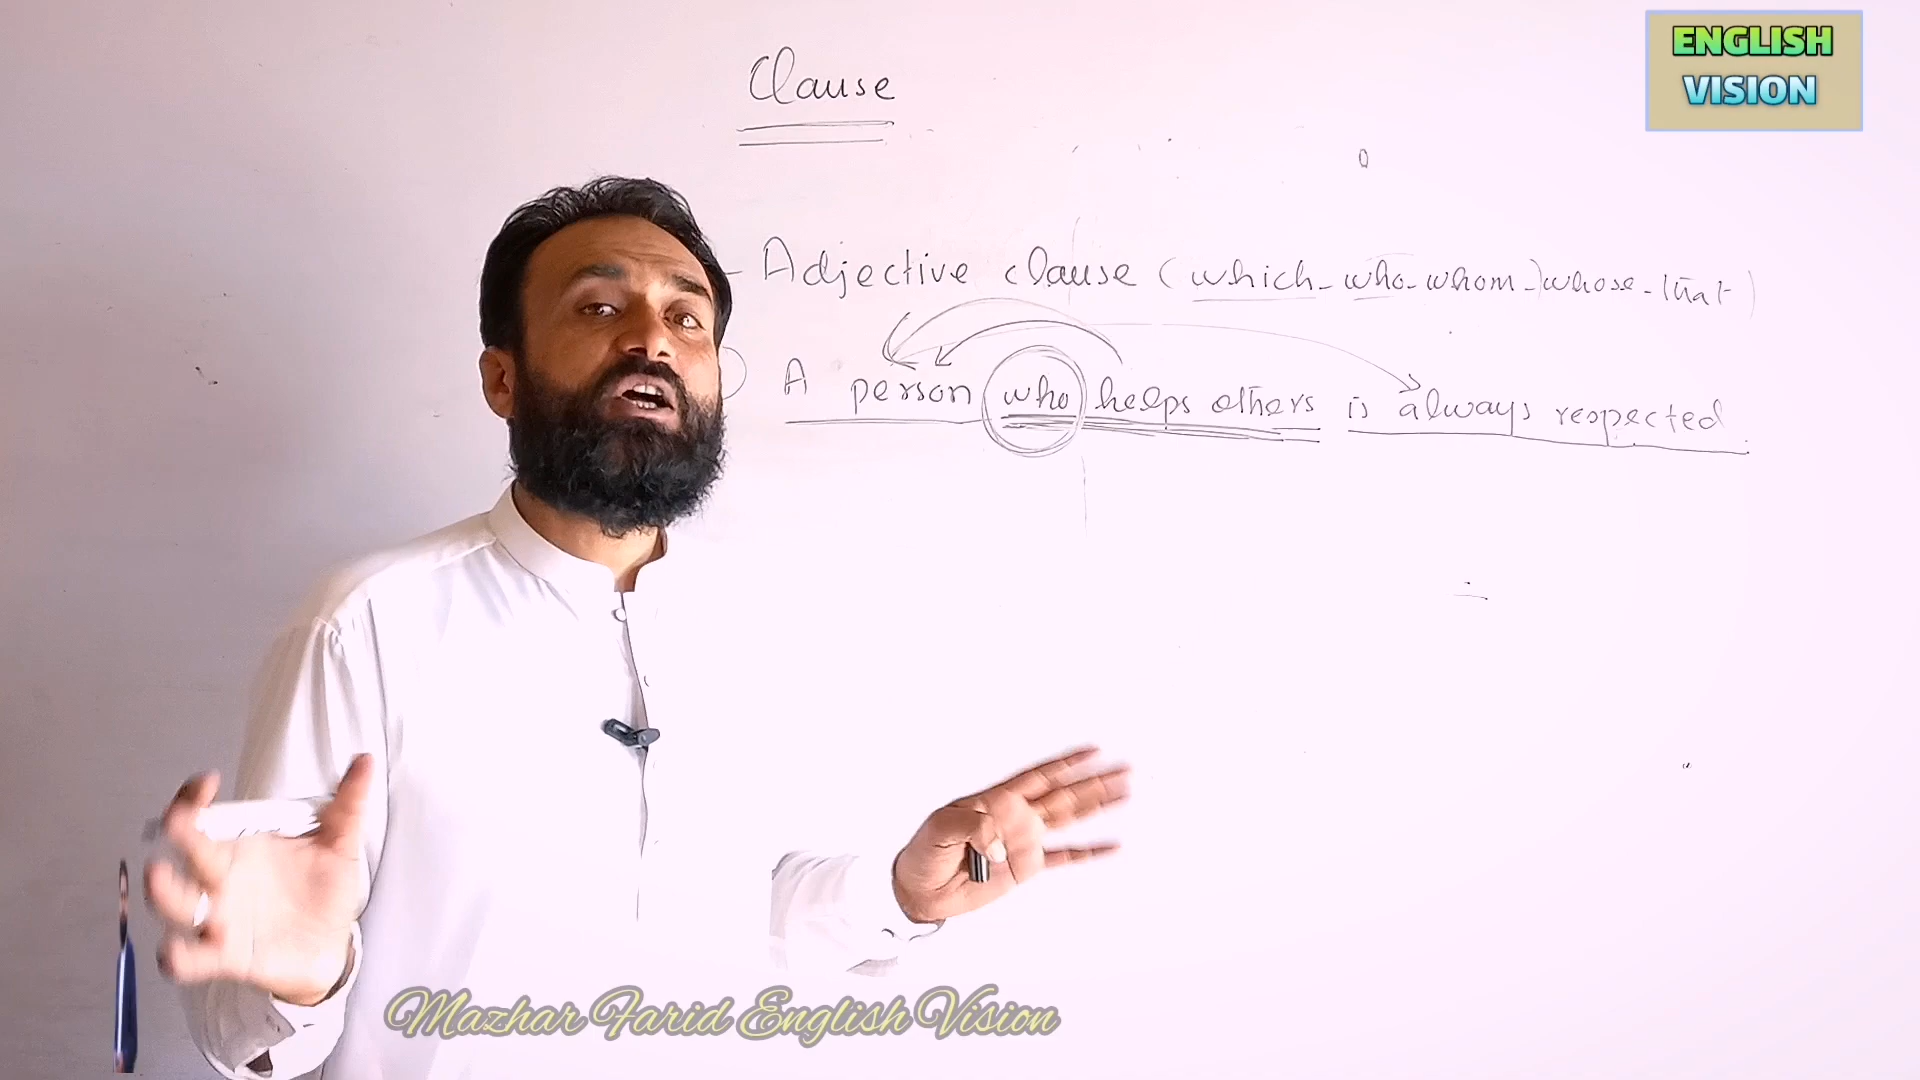 ENGLISH
VISION
Clause
- Adjective clause (which - who - whom -) whose - that)
A person who helps others is always respected.
Mazhar Farid English Vision